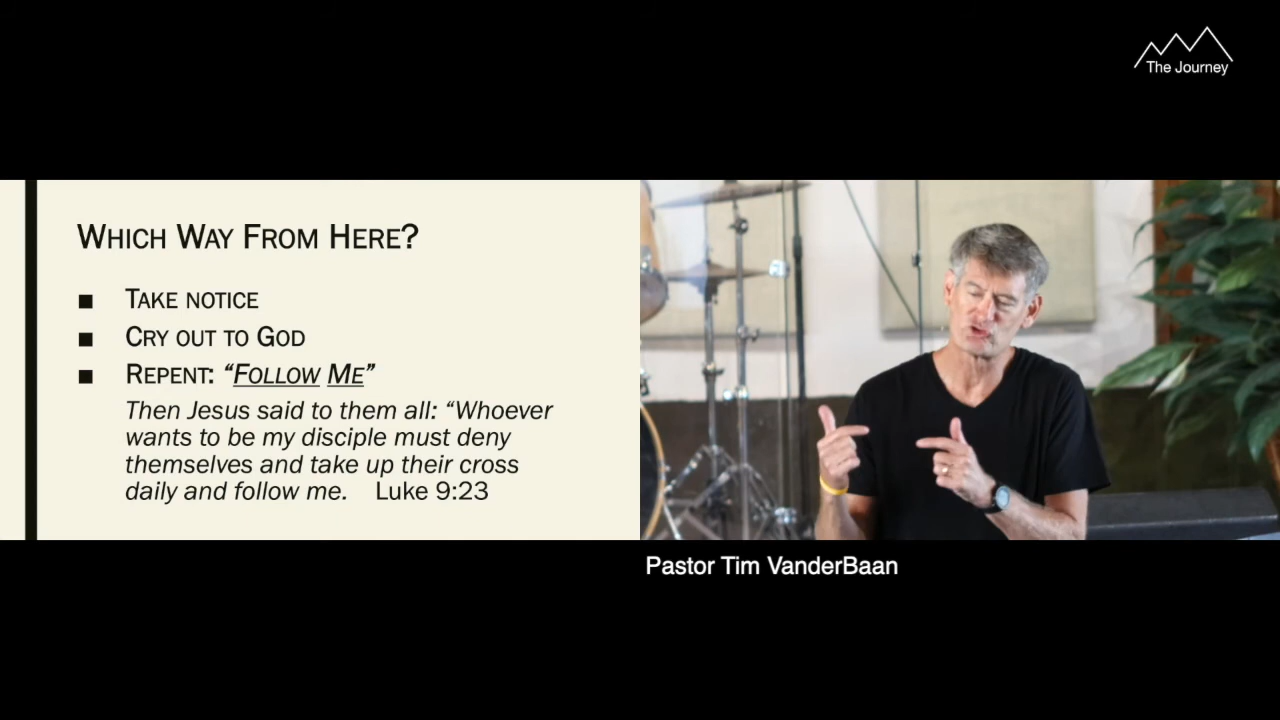 The Journey
Which Way From Here?
Take notice
Cry out to God
Repent: “Follow Me”
Then Jesus said to them all: “Whoever
wants to be my disciple must deny
themselves and take up their cross
daily and follow me. Luke 9:23
Pastor Tim VanderBaan